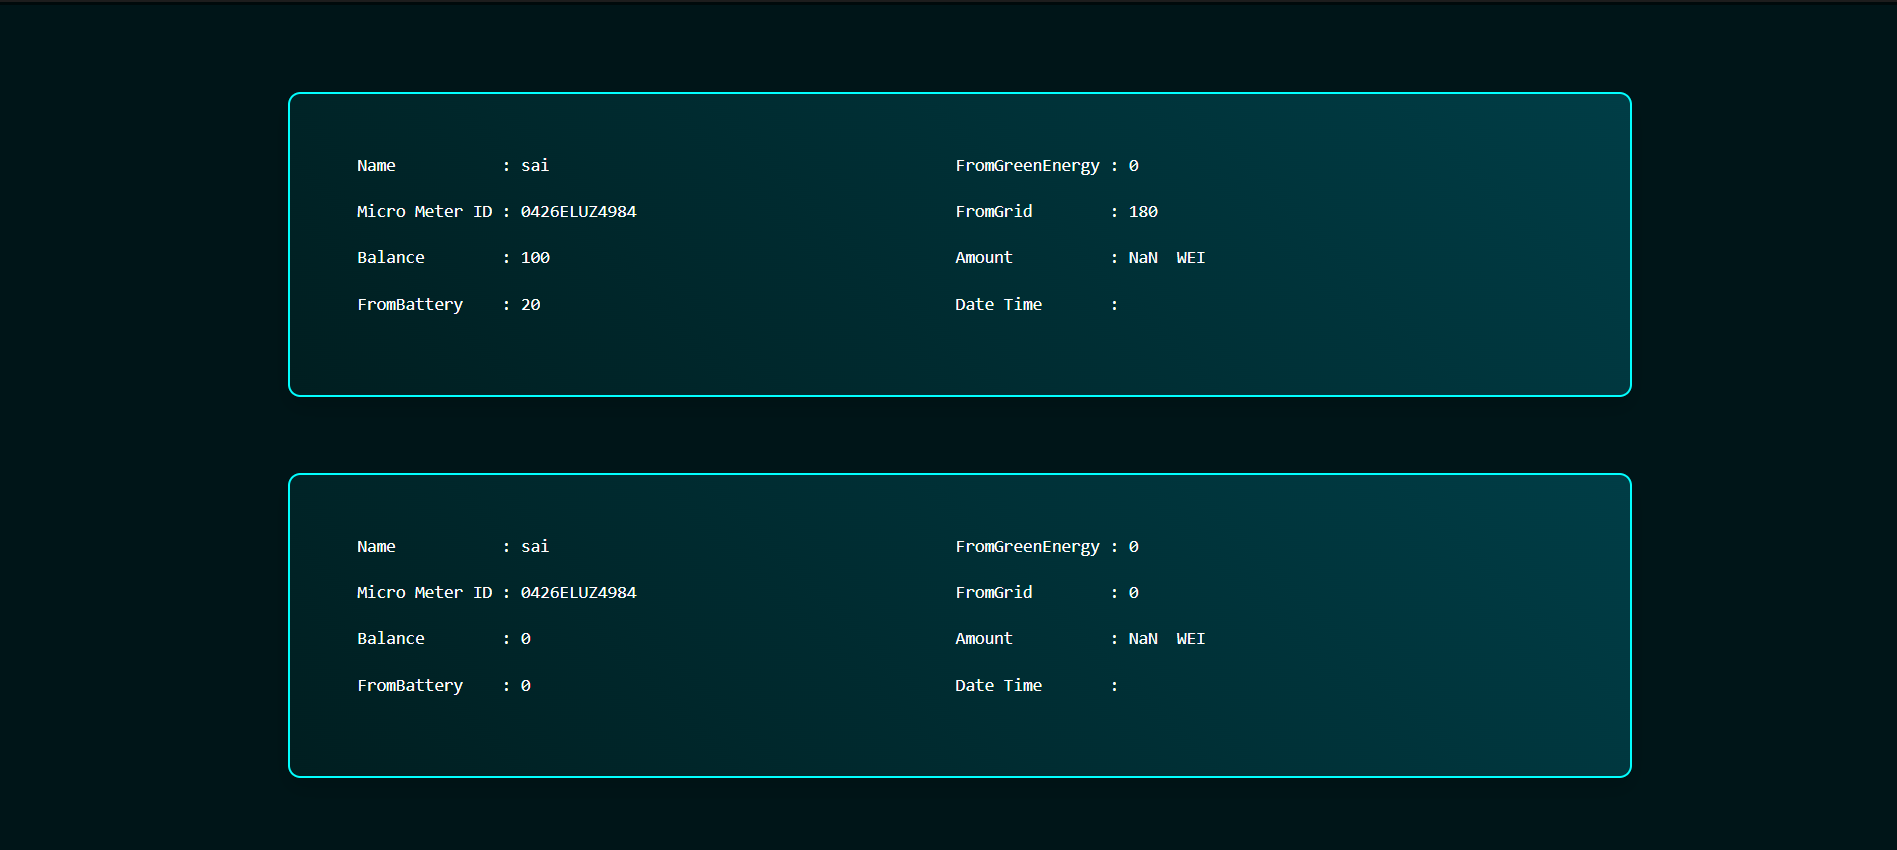 Name           : sai
Micro Meter ID : 0426ELUZ4984
Balance        : 100
FromBattery    : 20
FromGreenEnergy : 0
FromGrid        : 180
Amount          : NaN  WEI
Date Time       :
Name           : sai
Micro Meter ID : 0426ELUZ4984
Balance        : 0
FromBattery    : 0
FromGreenEnergy : 0
FromGrid        : 0
Amount          : NaN  WEI
Date Time       :